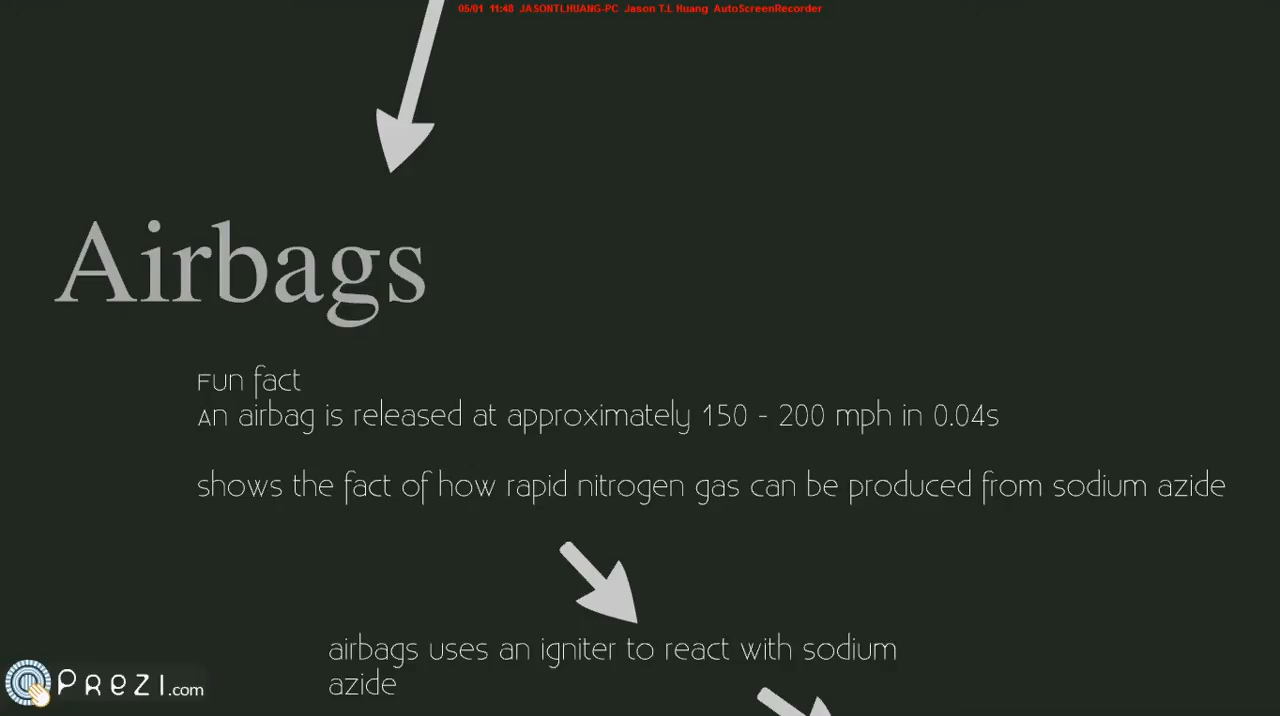 05/01 11:48 JASONTLHUANG-PC Jason T.L Huang AutoScreenRecorder
Airbags
Fun fact
An airbag is released at approximately 150 - 200 mph in 0.04s
shows the fact of how rapid nitrogen gas can be produced from sodium azide
airbags uses an igniter to react with sodium
azide
Prezi.com